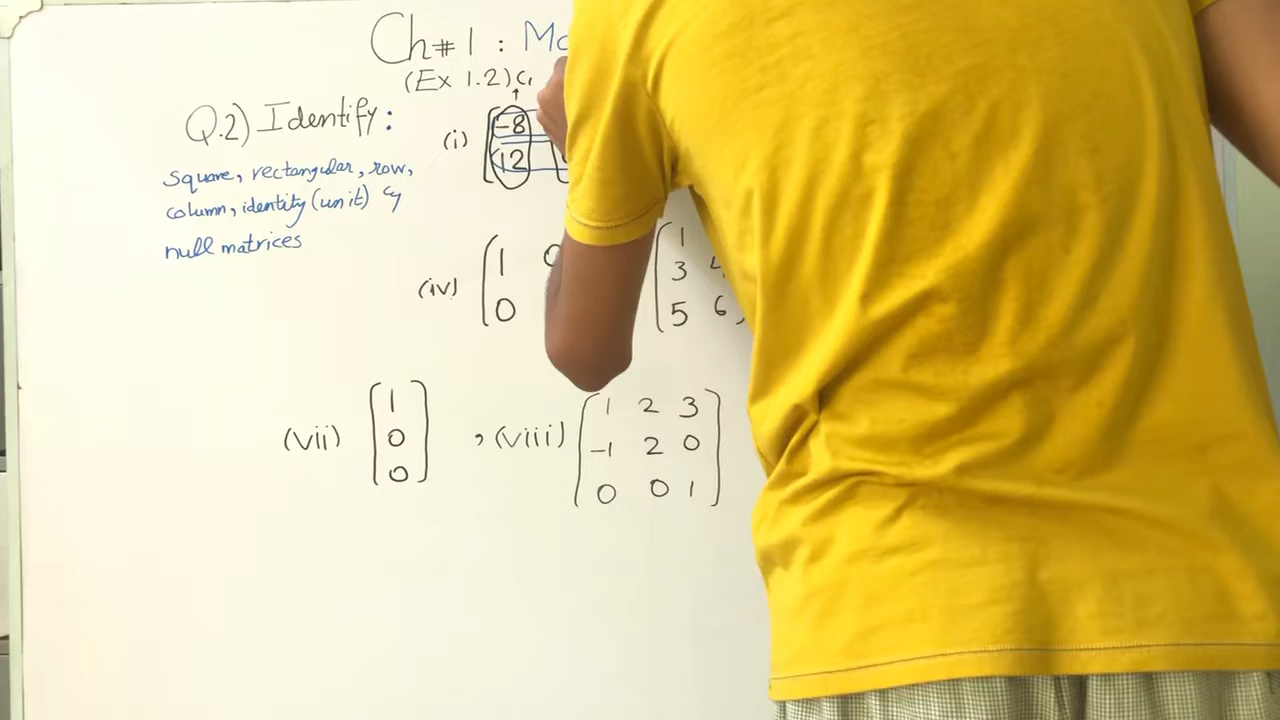 Ch # 1 :
(Ex 1.2) C₁
Q.2) Identify:
square, rectangular, row,
column, identity (unit) &
null matrices
(i) [-8
12
(iv) [1 0
0
[1
3 4
5 6
(vii) [1
0
0]
, (viii) [1 2 3
-1 2 0
0 0 1]